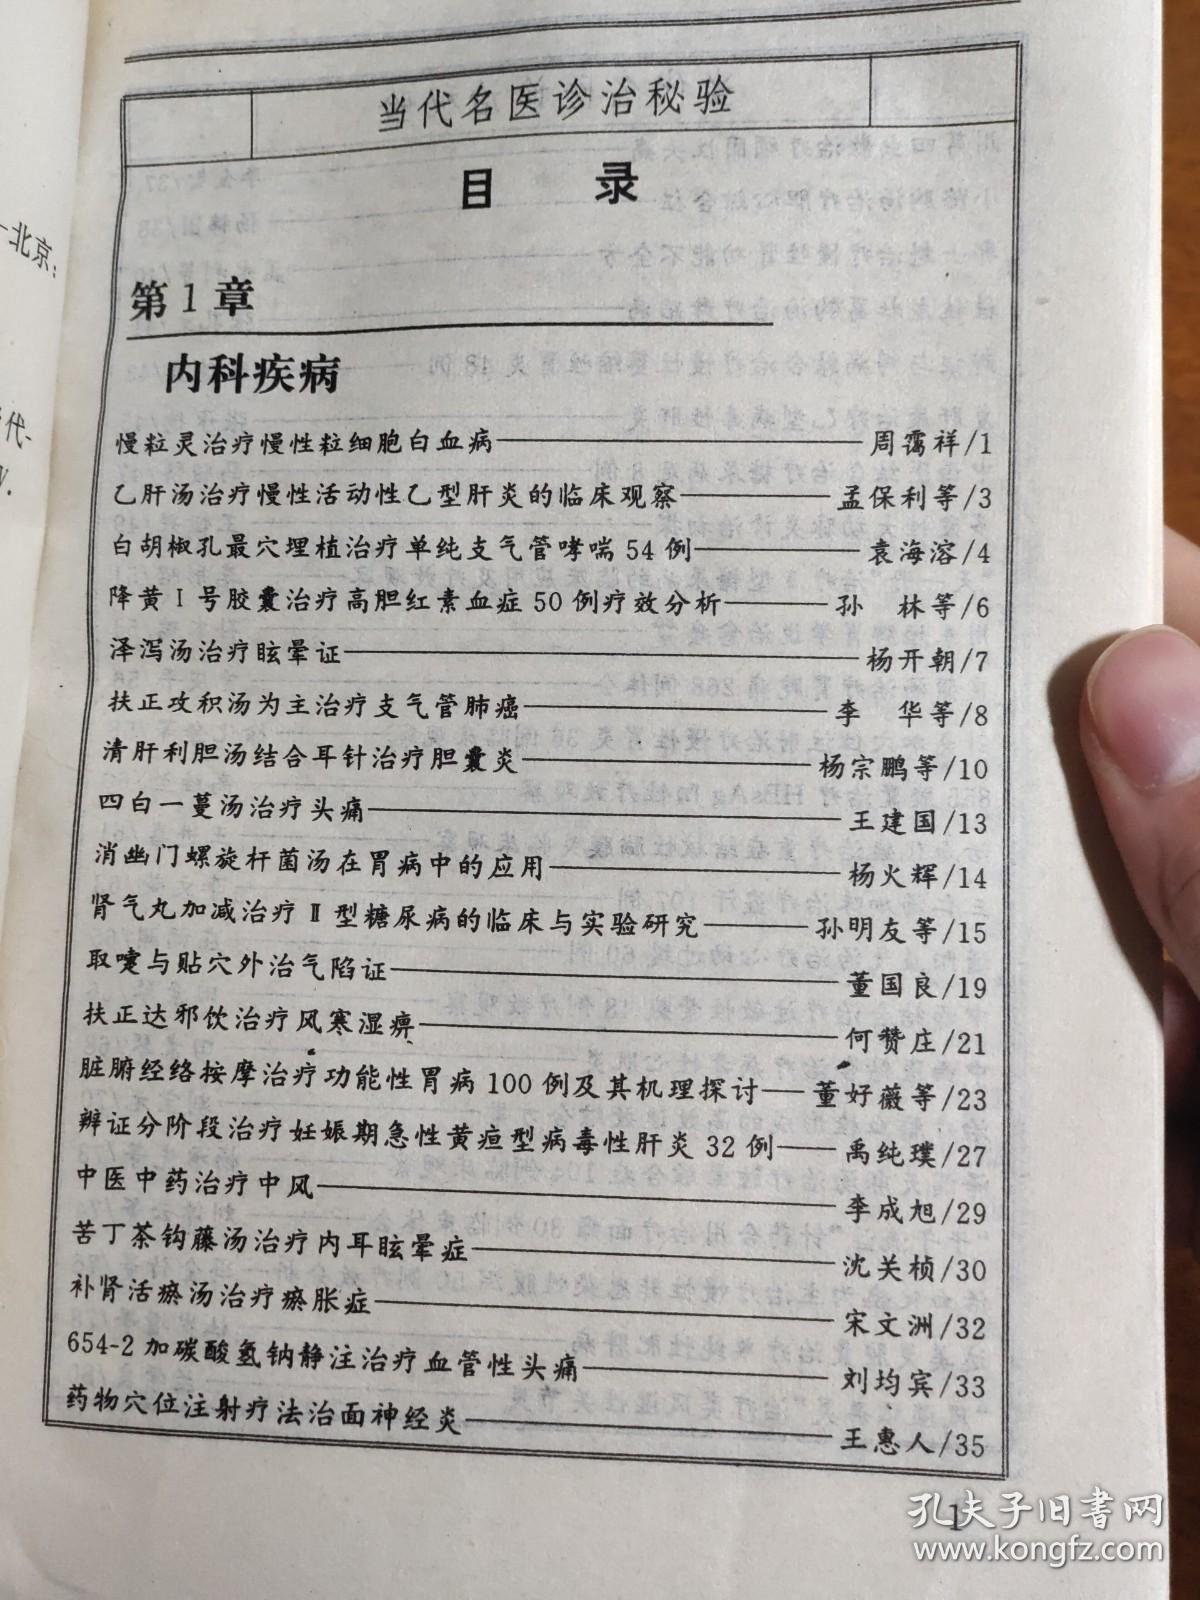 当代名医诊治秘验
目 录
第1章
内科疾病
慢粒灵治疗慢性粒细胞白血病——周霭祥/1
乙肝汤治疗慢性活动性乙型肝炎的临床观察——孟保利等/3
白胡椒孔最穴埋植治疗单纯支气管哮喘54例——袁海溶/4
降黄Ⅰ号胶囊治疗高胆红素血症50例疗效分析——孙 林等/6
泽泻汤治疗眩晕证——杨开朝/7
扶正攻积汤为主治疗支气管肺癌——李 华等/8
清肝利胆汤结合耳针治疗胆囊炎——杨宗鹏等/10
四白一蔓汤治疗头痛——王建国/13
消幽门螺旋杆菌汤在胃病中的应用——杨火辉/14
肾气丸加减治疗Ⅱ型糖尿病的临床与实验研究——孙明友等/15
取嚏与贴穴外治气陷证——董国良/19
扶正达邪饮治疗风寒湿痹——何赞庄/21
脏腑经络按摩治疗功能性胃病100例及其机理探讨——董好薇等/23
辨证分阶段治疗妊娠期急性黄疸型病毒性肝炎32例——禹纯璞/27
中医中药治疗中风——李成旭/29
苦丁茶钩藤汤治疗内耳眩晕症——沈关桢/30
补肾活瘀汤治疗瘀胀症——宋文洲/32
654-2加碳酸氢钠静注治疗血管性头痛——刘均宾/33
药物穴位注射疗法治面神经炎——王惠人/35
1
-北京:
代-
孔夫子旧书网
www.kongfz.com